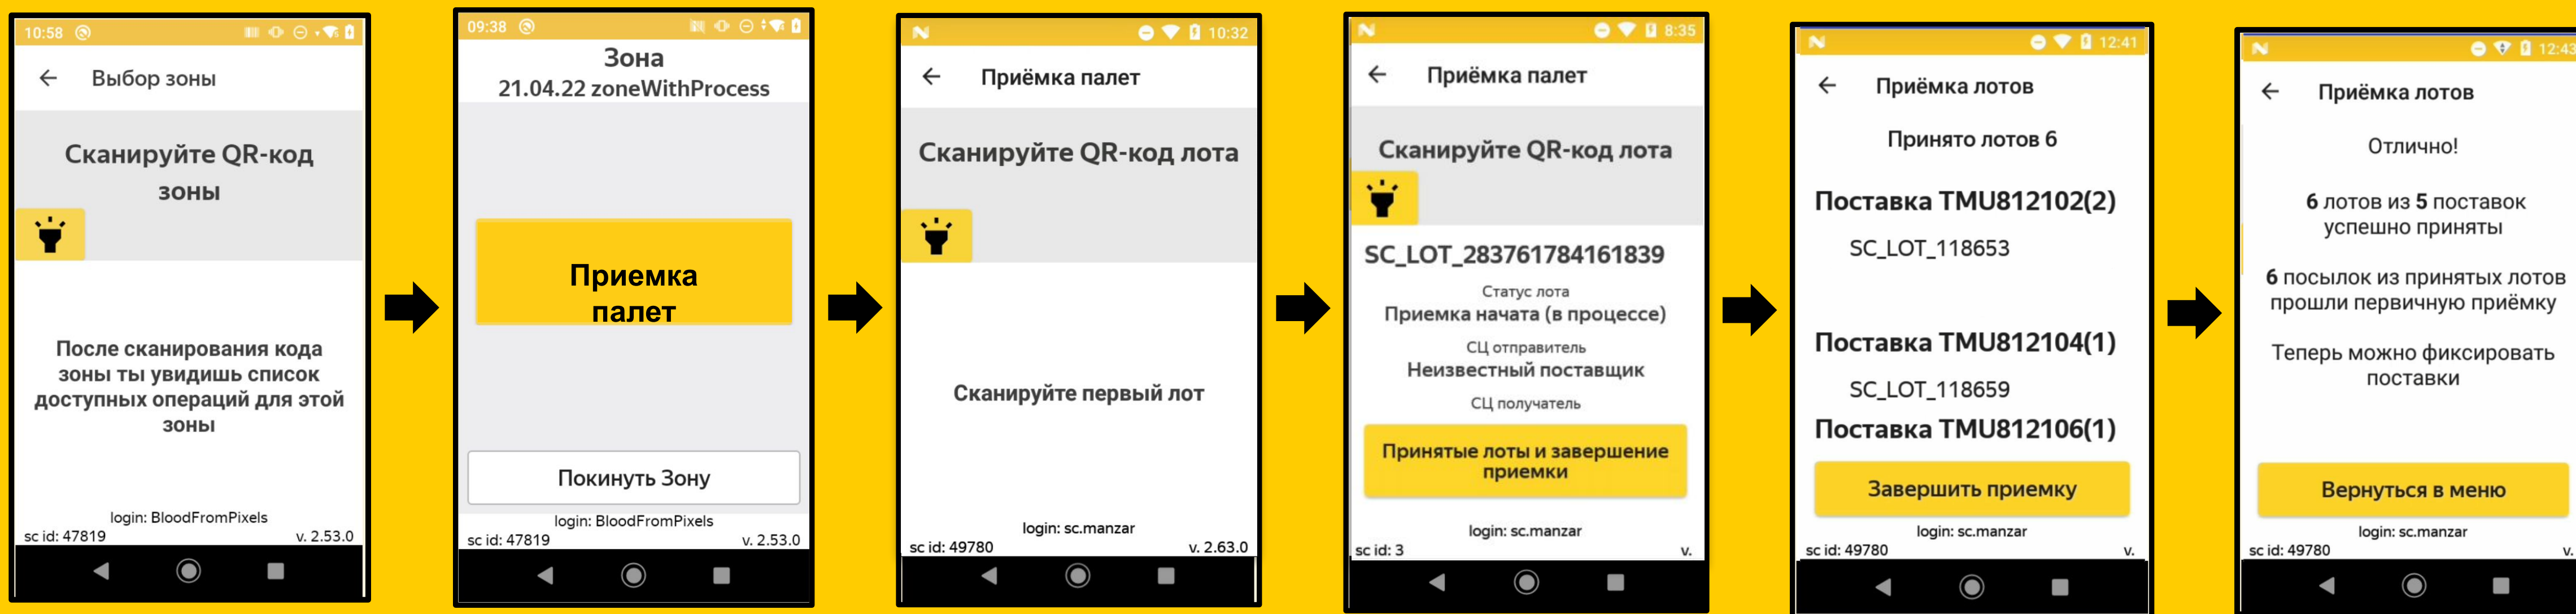 10:58
Выбор зоны
Сканируйте QR-код
зоны
После сканирования кода
зоны ты увидишь список
доступных операций для этой
зоны
login: BloodFromPixels
sc id: 47819
v. 2.53.0
09:38
Зона
21.04.22 zoneWithProcess
Приемка
палет
Покинуть Зону
login: BloodFromPixels
sc id: 47819
v. 2.53.0
10:32
Приёмка палет
Сканируйте QR-код лота
Сканируйте первый лот
login: sc.manzar
sc id: 49780
v. 2.63.0
8:35
Приёмка палет
Сканируйте QR-код лота
SC_LOT_283761784161839
Статус лота
Приемка начата (в процессе)
СЦ отправитель
Неизвестный поставщик
СЦ получатель
Принятые лоты и завершение
приемки
login: sc.manzar
sc id: 3
v.
12:41
Приёмка лотов
Принято лотов 6
Поставка TMU812102(2)
SC_LOT_118653
Поставка TMU812104(1)
SC_LOT_118659
Поставка TMU812106(1)
Завершить приемку
login: sc.manzar
sc id: 49780
v.
12:43
Приёмка лотов
Отлично!
6 лотов из 5 поставок
успешно приняты
6 посылок из принятых лотов
прошли первичную приёмку
Теперь можно фиксировать
поставки
Вернуться в меню
login: sc.manzar
sc id: 49780
v.